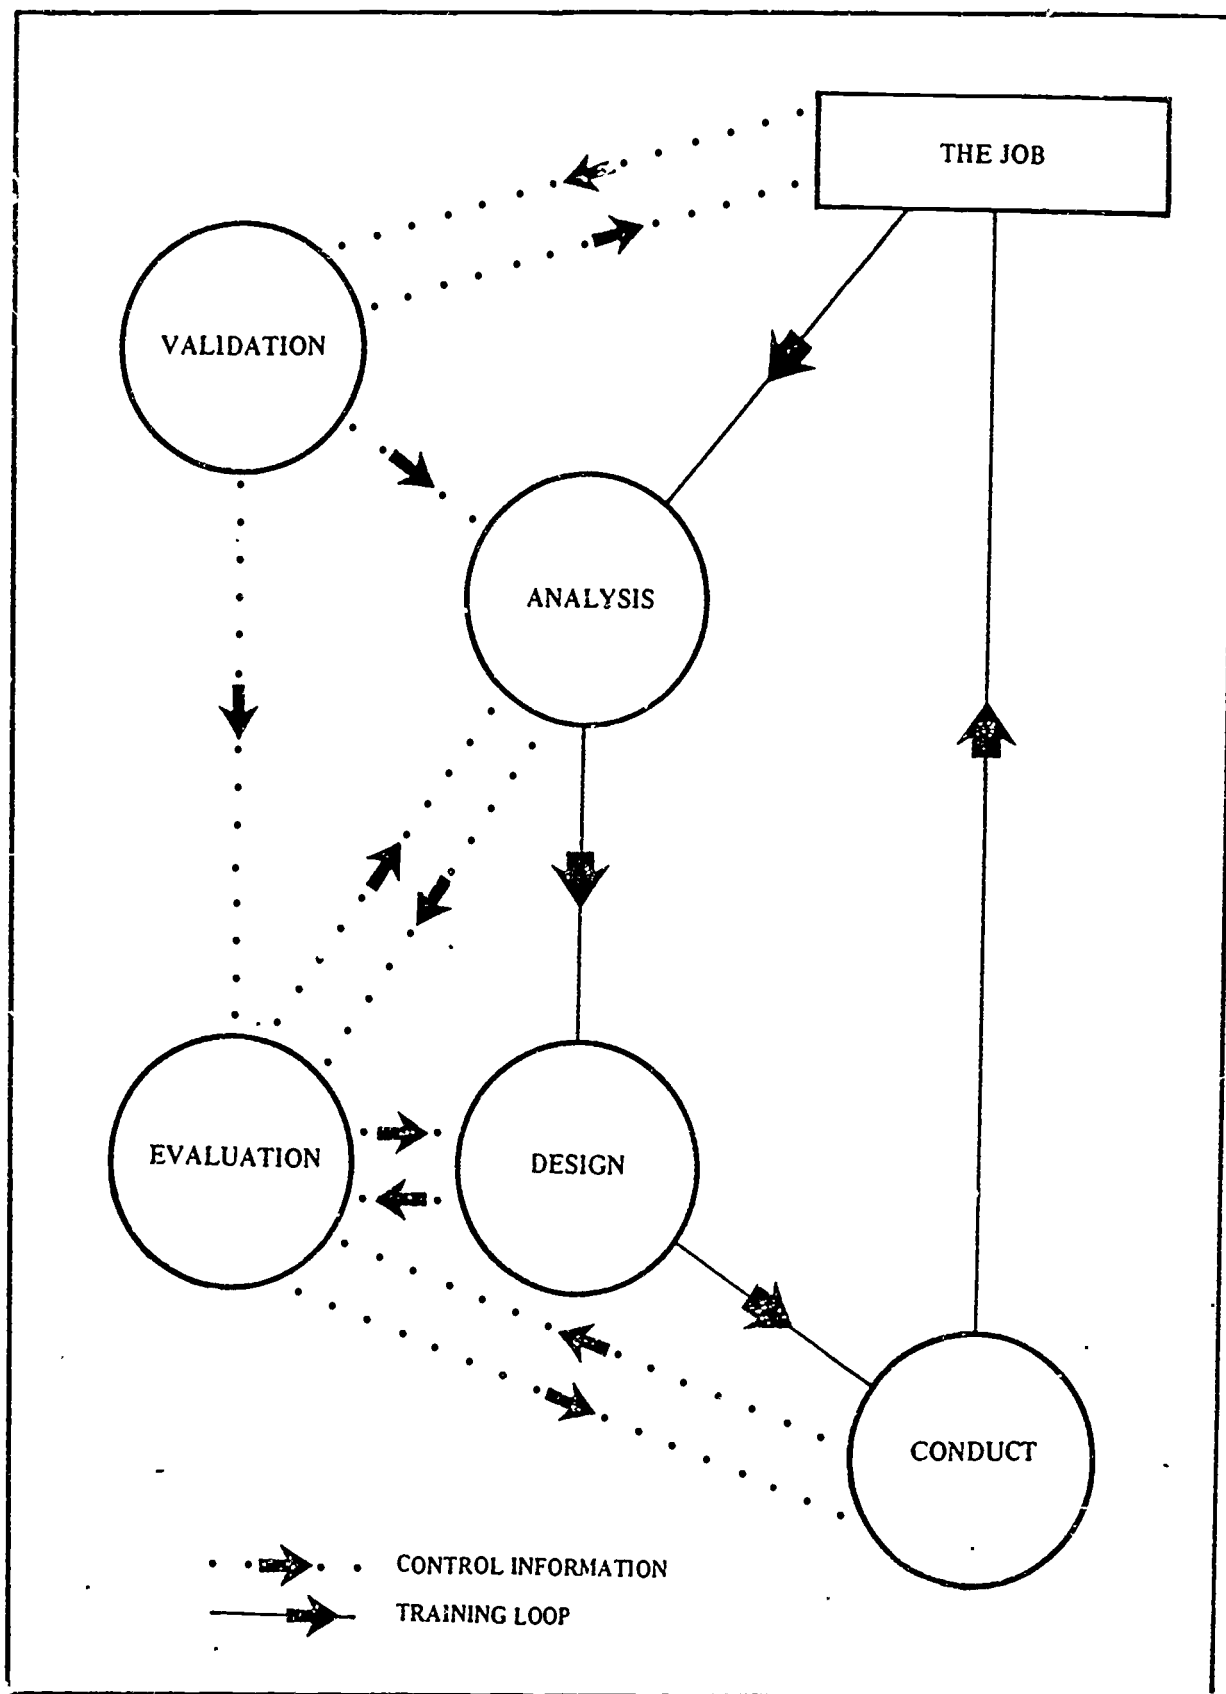 THE JOB
VALIDATION
ANALYSIS
EVALUATION
DESIGN
CONDUCT
CONTROL INFORMATION
TRAINING LOOP